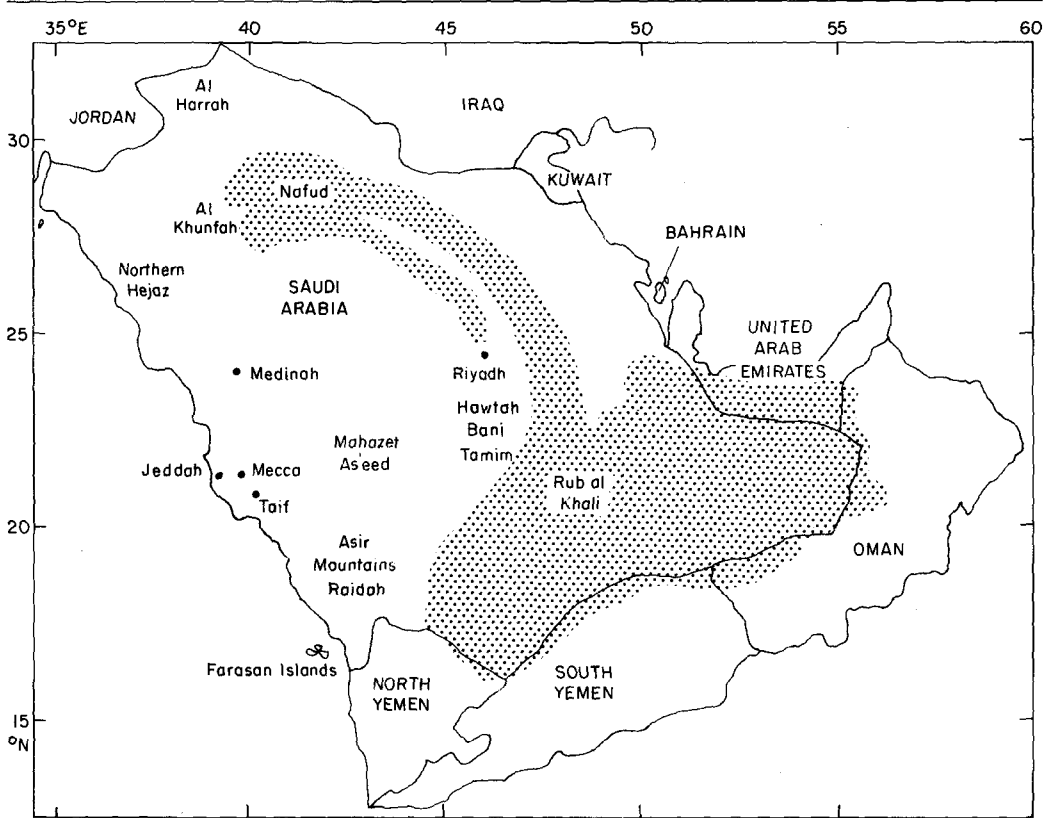 35°E 40 45 50 55 60
Al
Harrah
JORDAN
IRAQ
30
KUWAIT
Nafud
Al
Khunfah
BAHRAIN
Northern
Hejaz
SAUDI
ARABIA
25
UNITED
ARAB
EMIRATES
Medinah
Riyadh
Hawtah
Bani
Tamim
Mahazet
As'eed
Jeddah
Mecca
Taif
Rub al
Khali
20
OMAN
Asir
Mountains
Raidah
Farasan Islands
NORTH
YEMEN
SOUTH
YEMEN
15
°N